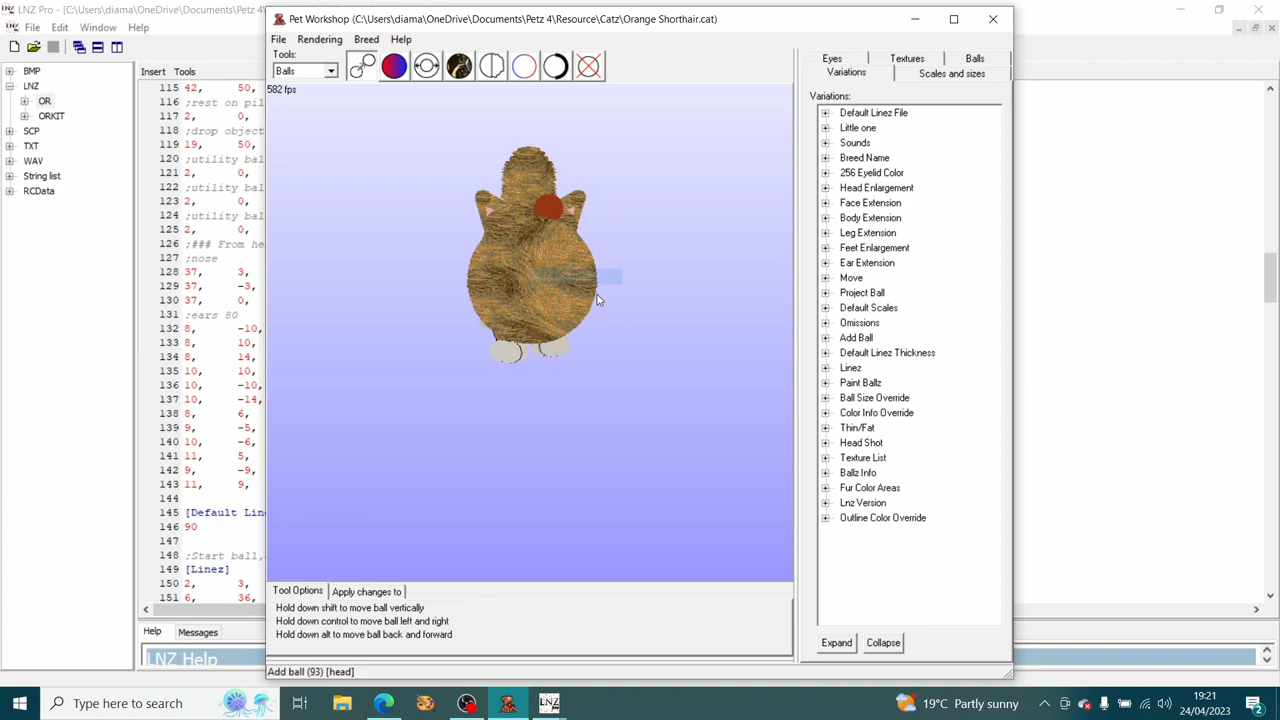 LNZ Pro - [C:\Users\diama\OneDrive\Documents\Petz 4\R
File Edit Window Help
BMP
LNZ
OR
ORKIT
SCP
TXT
WAV
String list
RCData
Insert Tools
115 42, 50,
116 ;rest on pil
117 2, 0,
118 ;drop object
119 19, 50,
120 ;utility bal
121 2, 0,
122 ;utility bal
123 2, 0,
124 ;utility bal
125 2, 0,
126 ;### From he
127 ;nose
128 37, 3,
129 37, -3,
130 37, 0,
131 ;ears 80
132 8, -10,
133 8, 10,
134 8, 14,
135 10, 10,
136 10, -10,
137 10, -14,
138 8, 6,
139 9, -5,
140 10, -6,
141 11, 5,
142 9, -9,
143 11, 9,
144
145 [Default Lin
146 90
147
148 ;Start ball,
149 [Linez]
150 2, 3,
151 6, 36,
Help Messages
LNZ Help
Pet Workshop (C:\Users\diama\OneDrive\Documents\Petz 4\Resource\Catz\Orange Shorthair.cat)
File Rendering Breed Help
Tools:
Balls
582 fps
Tool Options Apply changes to
Hold down shift to move ball vertically
Hold down control to move ball left and right
Hold down alt to move ball back and forward
Add ball (93) [head]
Eyes Textures Balls
Variations Scales and sizes
Variations:
Default Linez File
Little one
Sounds
Breed Name
256 Eyelid Color
Head Enlargement
Face Extension
Body Extension
Leg Extension
Feet Enlargement
Ear Extension
Move
Project Ball
Default Scales
Omissions
Add Ball
Default Linez Thickness
Linez
Paint Ballz
Ball Size Override
Color Info Override
Thin/Fat
Head Shot
Texture List
Ballz Info
Fur Color Areas
Lnz Version
Outline Color Override
Expand Collapse
Type here to search
19°C Partly sunny
19:21
24/04/2023
2